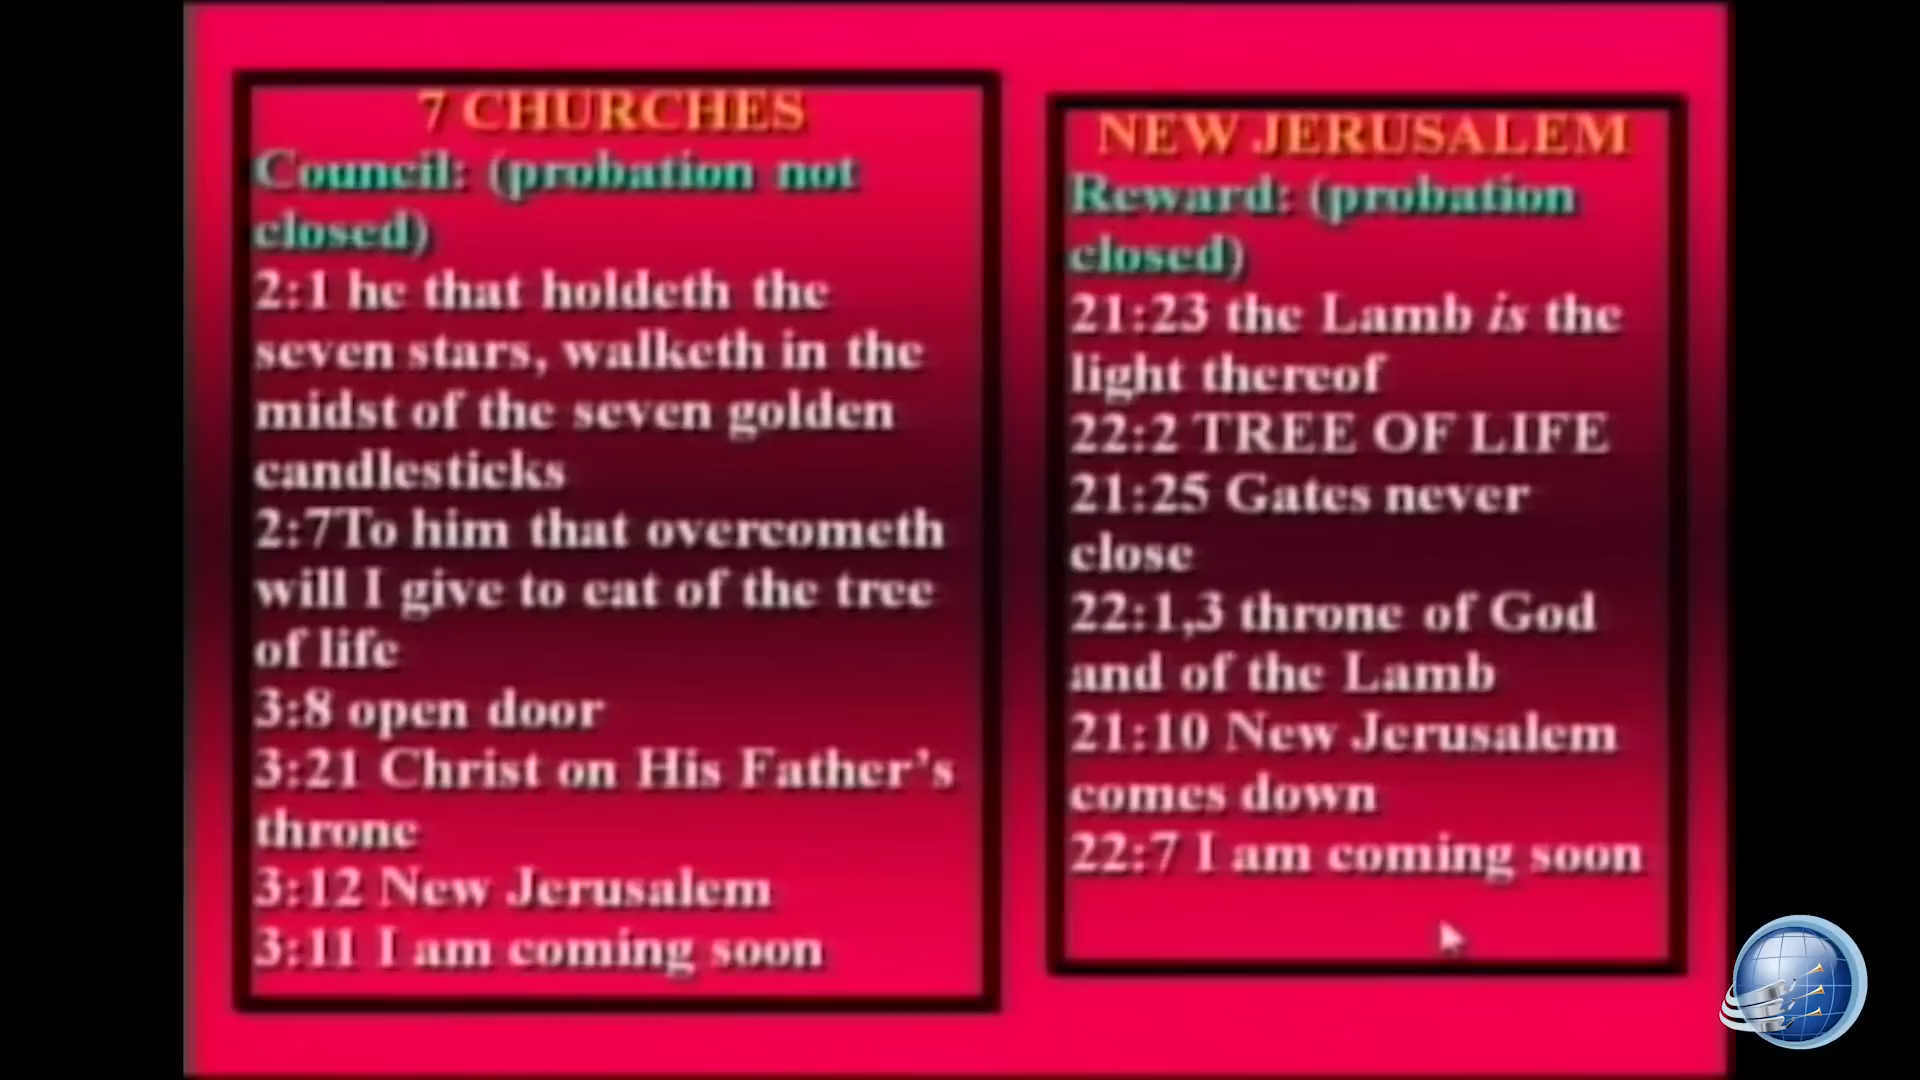 7 CHURCHES
Council: (probation not
closed)
2:1 he that holdeth the
seven stars, walketh in the
midst of the seven golden
candlesticks
2:7To him that overcometh
will I give to eat of the tree
of life
3:8 open door
3:21 Christ on His Father's
throne
3:12 New Jerusalem
3:11 I am coming soon
NEW JERUSALEM
Reward: (probation
closed)
21:23 the Lamb is the
light thereof
22:2 TREE OF LIFE
21:25 Gates never
close
22:1,3 throne of God
and of the Lamb
21:10 New Jerusalem
comes down
22:7 I am coming soon